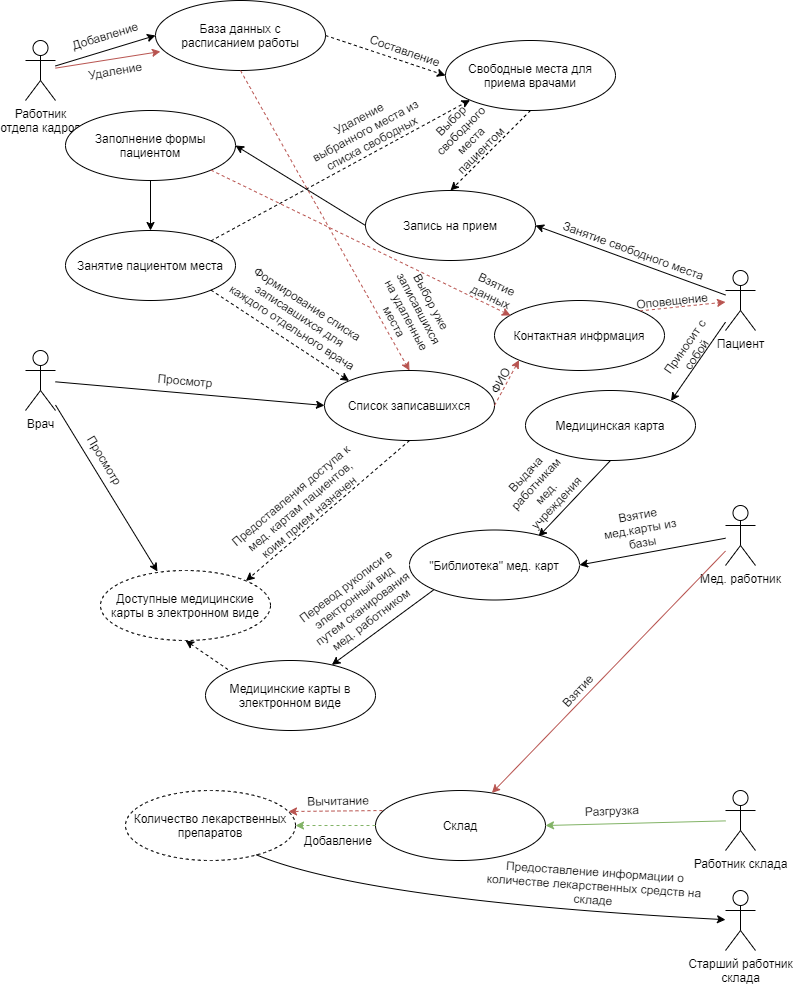 База данных с
расписанием работы
Добавление
Удаление
Составление
Свободные места для
приема врачами
Работник
отдела кадров
Удаление
выбранного места из
списка свободных
Выбор
свободного
места
пациентом
Заполнение формы
пациентом
Запись на прием
Занятие свободного места
Занятие пациентом места
Формирование списка
записавшихся для
каждого отдельного врача
Выбор уже
записавшихся
на удаленные
места
Взятие
данных
Оповещение
Контактная инфрмация
Пациент
Приносит с
собой
Врач
Просмотр
ФИО
Список записавшихся
Медицинская карта
Просмотр
Предоставления доступа к
мед. картам пациентов,
коим прием назначен
Выдача
работникам
мед.
учреждения
Взятие
мед.карты из
базы
"Библиотека" мед. карт
Мед. работник
Доступные медицинские
карты в электронном виде
Перевод рукописи в
электронный вид
путем сканирования
мед. работником
Медицинские карты в
электронном виде
Взятие
Количество лекарственных
препаратов
Вычитание
Добавление
Склад
Разгрузка
Работник склада
Предоставление информации о
количестве лекарственных средств на
складе
Старший работник
склада